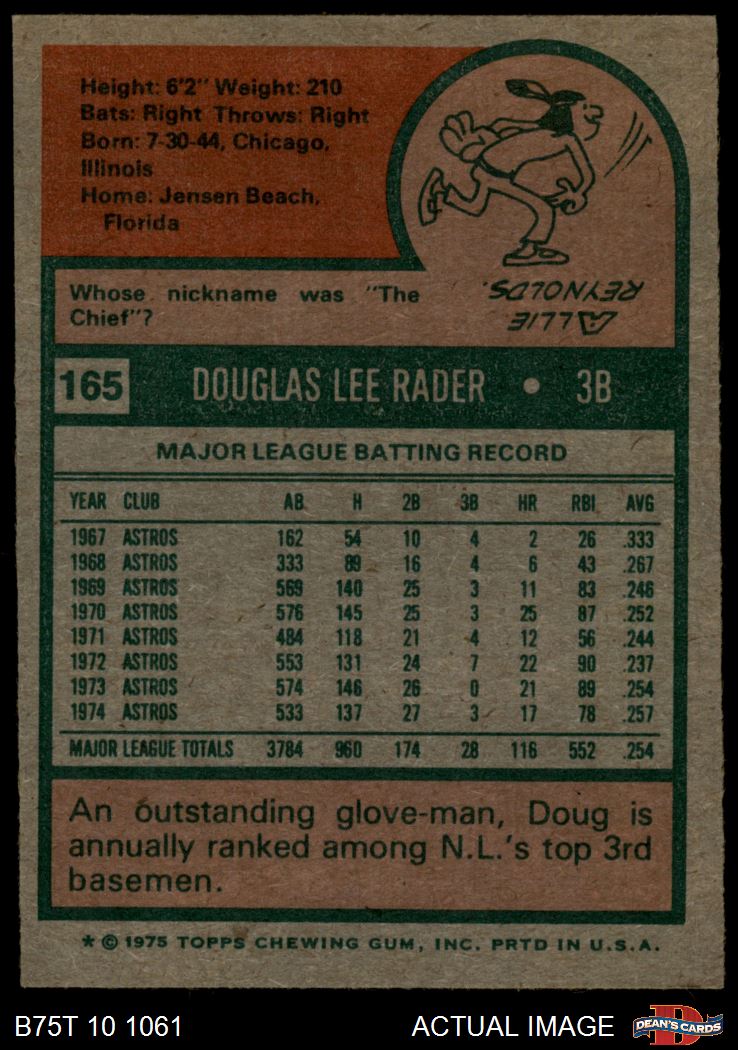 Height: 6'2" Weight: 210
Bats: Right Throws: Right
Born: 7-30-44, Chicago,
Illinois
Home: Jensen Beach,
Florida
Whose nickname was "The
Chief"?
ALLIE
REYNOLDS.
165 DOUGLAS LEE RADER • 3B
MAJOR LEAGUE BATTING RECORD
YEAR CLUB AB H 2B 3B HR RBI AVG
1967 ASTROS 162 54 10 4 2 26 .333
1968 ASTROS 333 89 16 4 6 43 .267
1969 ASTROS 569 140 25 3 11 83 .246
1970 ASTROS 576 145 25 3 25 87 .252
1971 ASTROS 484 118 21 4 12 56 .244
1972 ASTROS 553 131 24 7 22 90 .237
1973 ASTROS 574 146 26 0 21 89 .254
1974 ASTROS 533 137 27 3 17 78 .257
MAJOR LEAGUE TOTALS 3784 960 174 28 116 552 .254
An outstanding glove-man, Doug is
annually ranked among N.L.'s top 3rd
basemen.
* © 1975 TOPPS CHEWING GUM, INC. PRTD IN U.S.A.
B75T 10 1061 ACTUAL IMAGE D DEAN'S CARDS